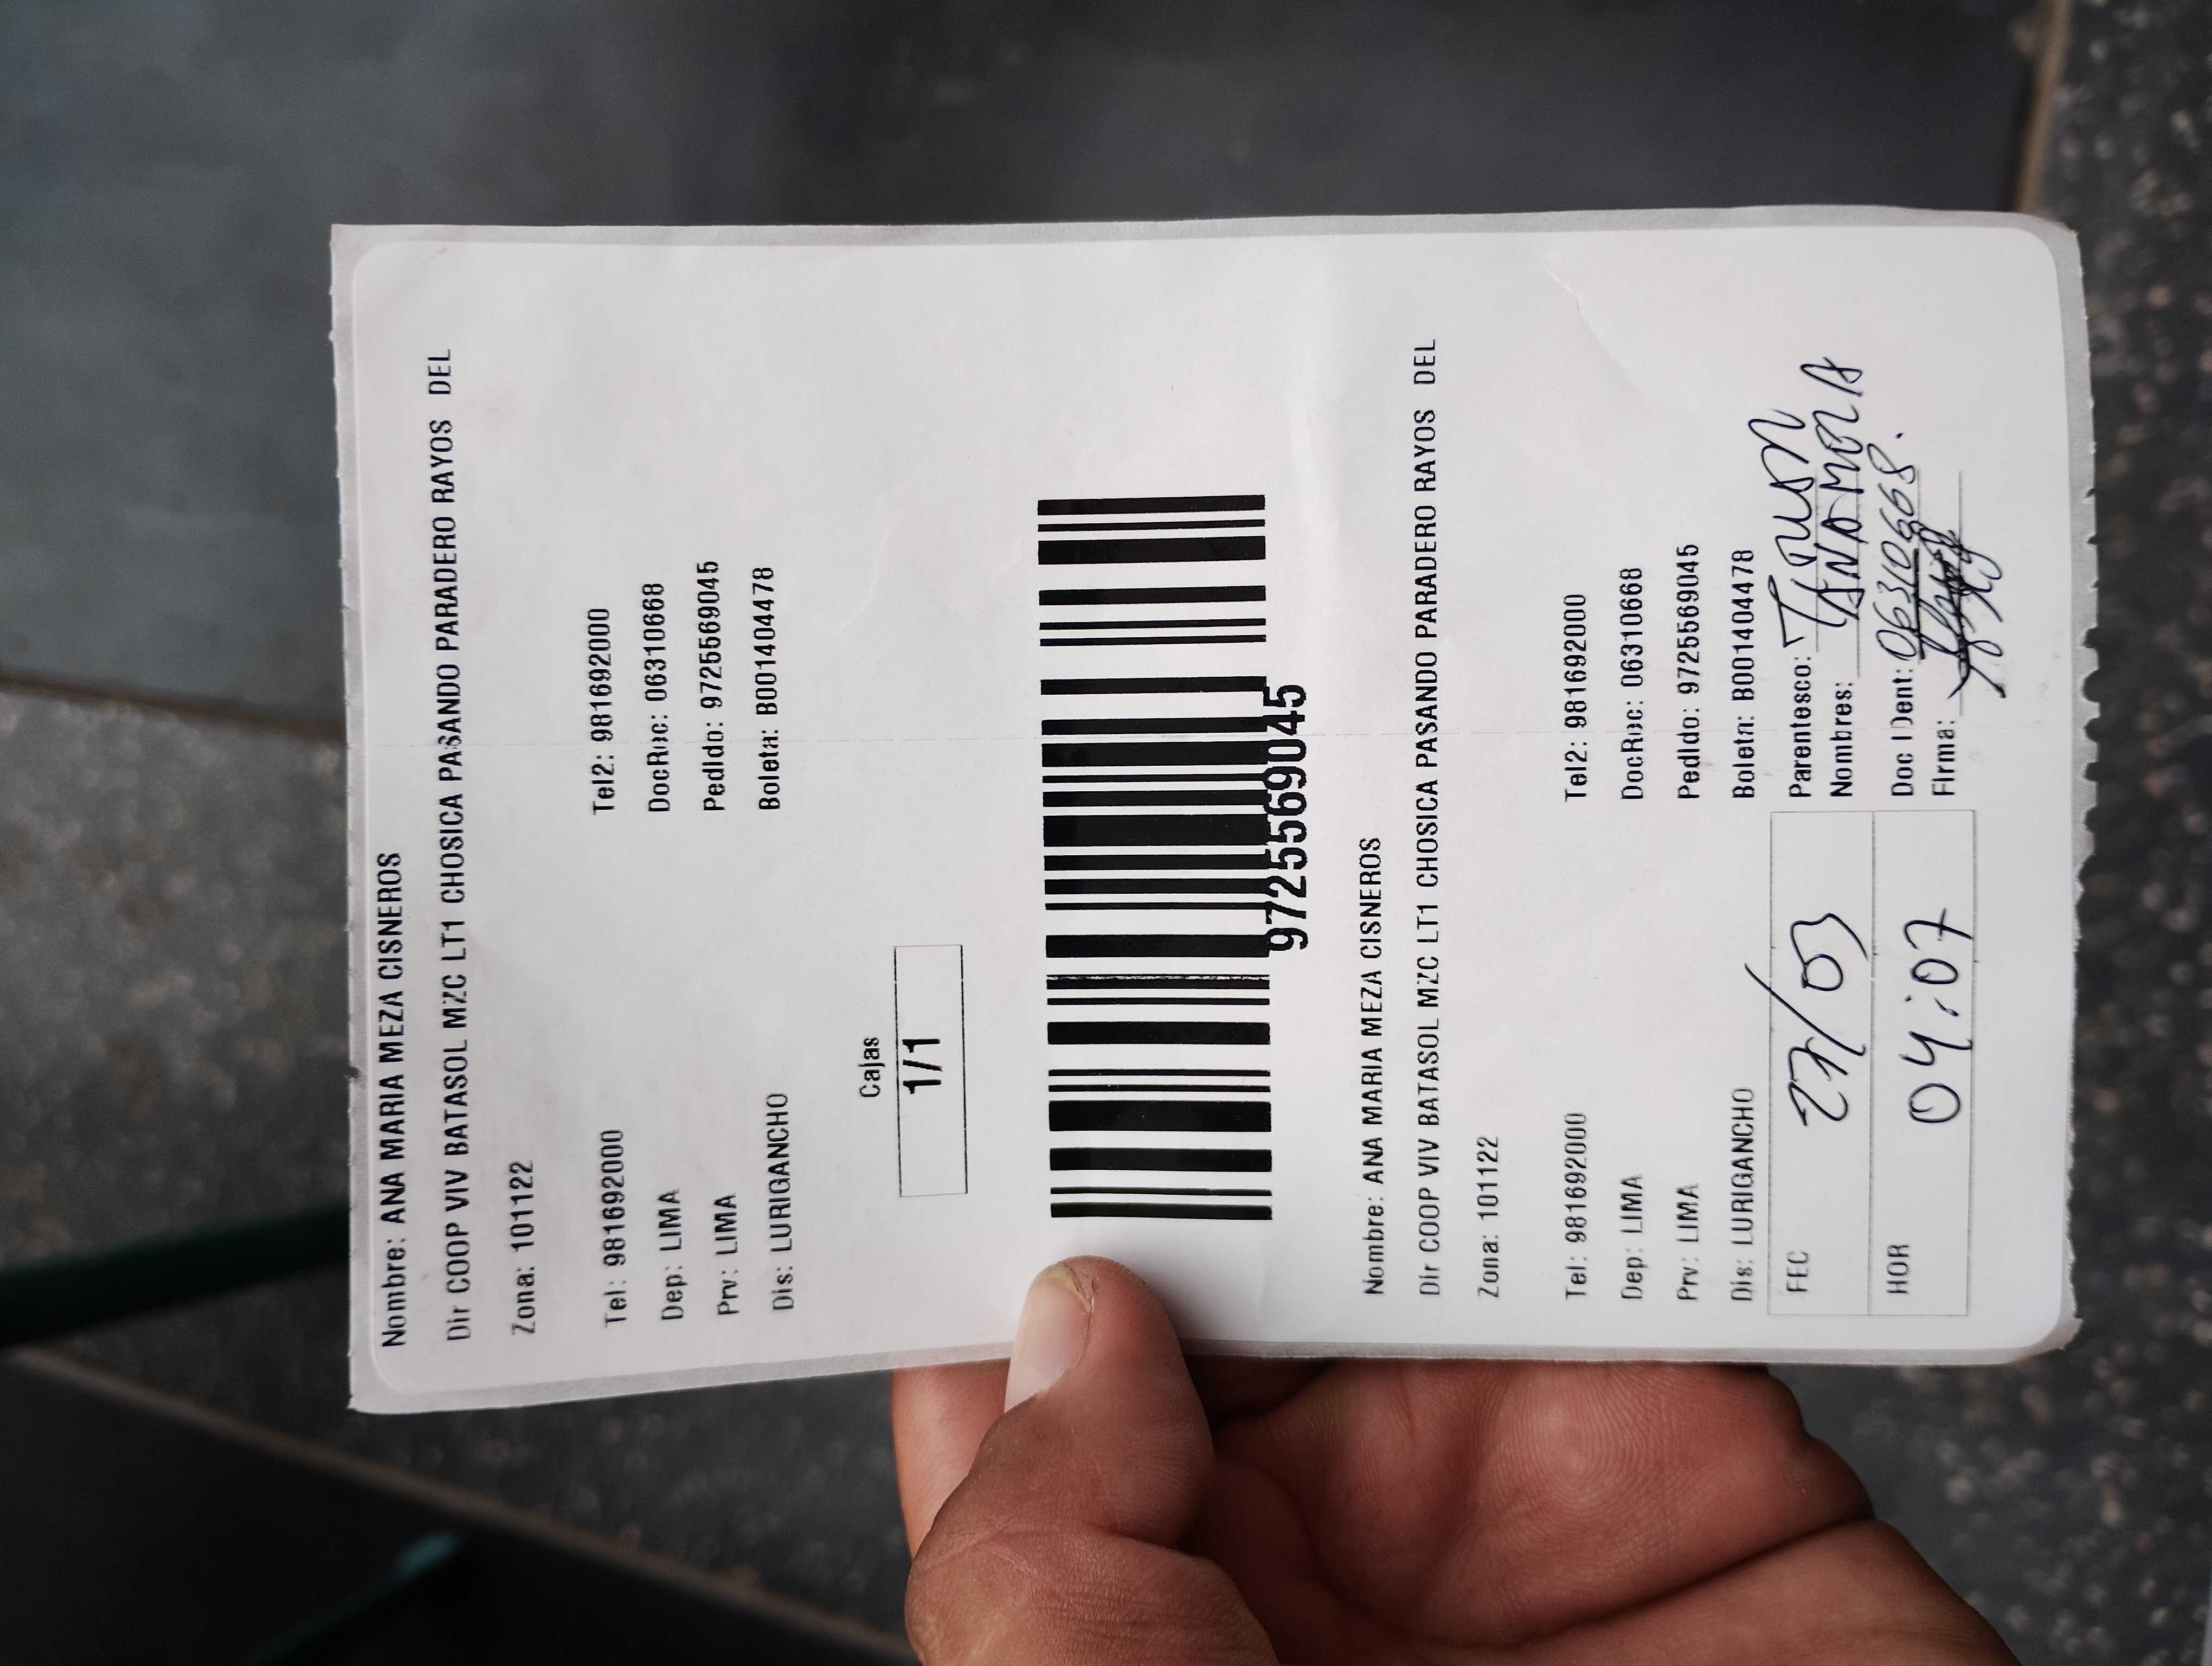 Nombre: ANA MARIA MEZA CISNEROS
Dir COOP VIV BATASOL MZC LT1 CHOSICA PASANDO PARADERO RAYOS DEL
Zona: 101122
Tel: 981692000 Tel2: 981692000
Dep: LIMA DocRuc: 06310668
Prv: LIMA Pedido: 9725569045
Dis: LURIGANCHO Boleta: B001404478
Cajas
1/1
9725569045
Nombre: ANA MARIA MEZA CISNEROS
Dir COOP VIV BATASOL MZC LT1 CHOSICA PASANDO PARADERO RAYOS DEL
Zona: 101122
Tel: 981692000 Tel2: 981692000
Dep: LIMA DocRuc: 06310668
Prv: LIMA Pedido: 9725569045
Dis: LURIGANCHO Boleta: B001404478
FEC Parentesco:
Nombres:
HOR 04:07 Doc IDent: 06310668.
Firma: